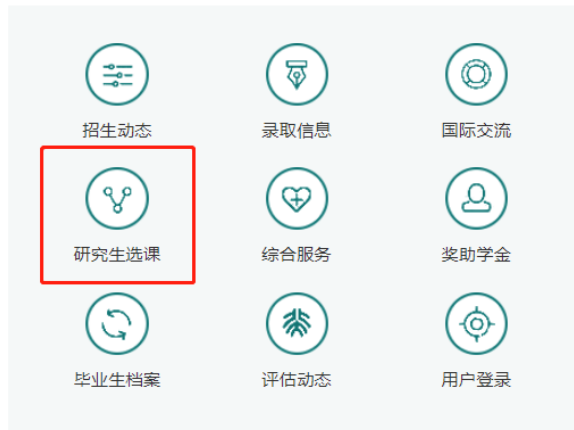 招生动态
录取信息
国际交流
研究生选课
综合服务
奖助学金
毕业生档案
评估动态
用户登录